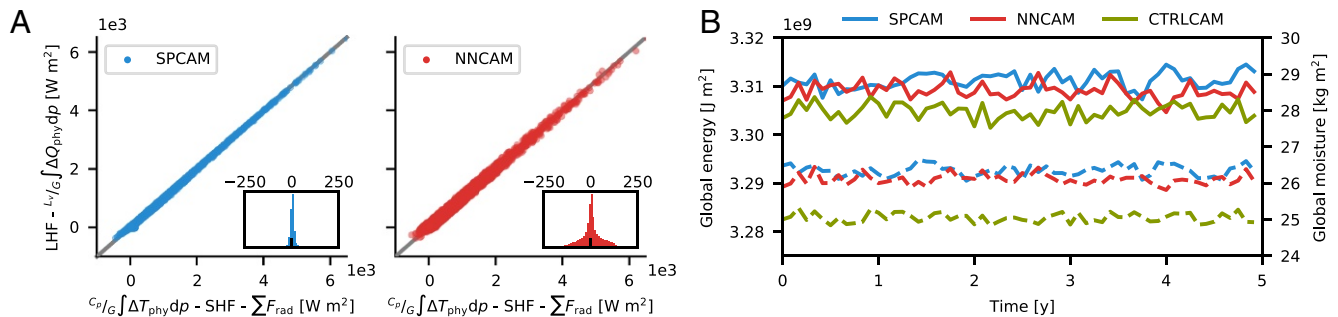 A
1e3
LHF - Lᵥ/G ∫ΔQphydp [W m²]
6
4
2
0
SPCAM
−250 0 250
0 2 4 6
1e3
Cₚ/G ∫ΔTphydp - SHF - ∑Frad [W m²]
NNCAM
−250 0 250
0 2 4 6
1e3
Cₚ/G ∫ΔTphydp - SHF - ∑Frad [W m²]
B
SPCAM NNCAM CTRLCAM
1e9
Global energy [J m²]
3.32
3.31
3.30
3.29
3.28
30
29
28
27
26
25
24
Global moisture [kg m²]
0 1 2 3 4 5
Time [y]